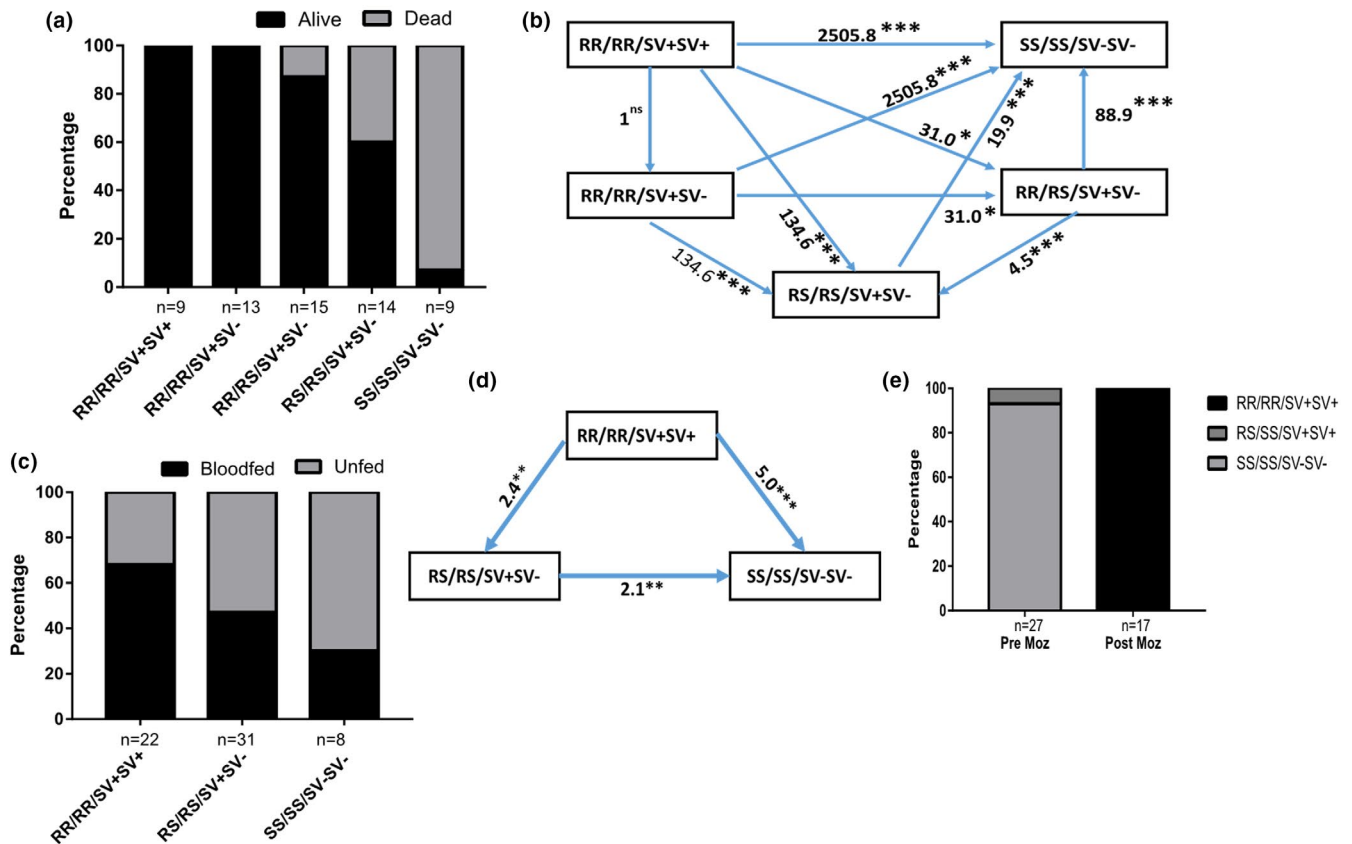 (a)
Alive Dead
Percentage
100
80
60
40
20
0
n=9 n=13 n=15 n=14 n=9
RR/RR/SV+SV+
RR/RR/SV+SV-
RR/RS/SV+SV-
RS/RS/SV+SV-
SS/SS/SV-SV-
(b)
RR/RR/SV+SV+
2505.8 ***
SS/SS/SV-SV-
2505.8***
1ns
31.0 *
19.9 ***
88.9 ***
RR/RR/SV+SV-
RR/RS/SV+SV-
31.0 *
134.6 ***
134.6 ***
4.5***
RS/RS/SV+SV-
(c)
Bloodfed Unfed
Percentage
100
80
60
40
20
0
n=22 n=31 n=8
RR/RR/SV+SV+
RS/RS/SV+SV-
SS/SS/SV-SV-
(d)
RR/RR/SV+SV+
2.4**
5.0***
RS/RS/SV+SV-
2.1**
SS/SS/SV-SV-
(e)
Percentage
100
80
60
40
20
0
n=27 n=17
Pre Moz Post Moz
RR/RR/SV+SV+
RS/SS/SV+SV+
SS/SS/SV-SV-